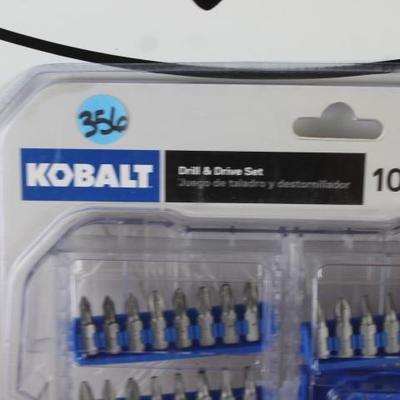 356
KOBALT
Drill & Drive Set
Juego de taladro y destornillador
10